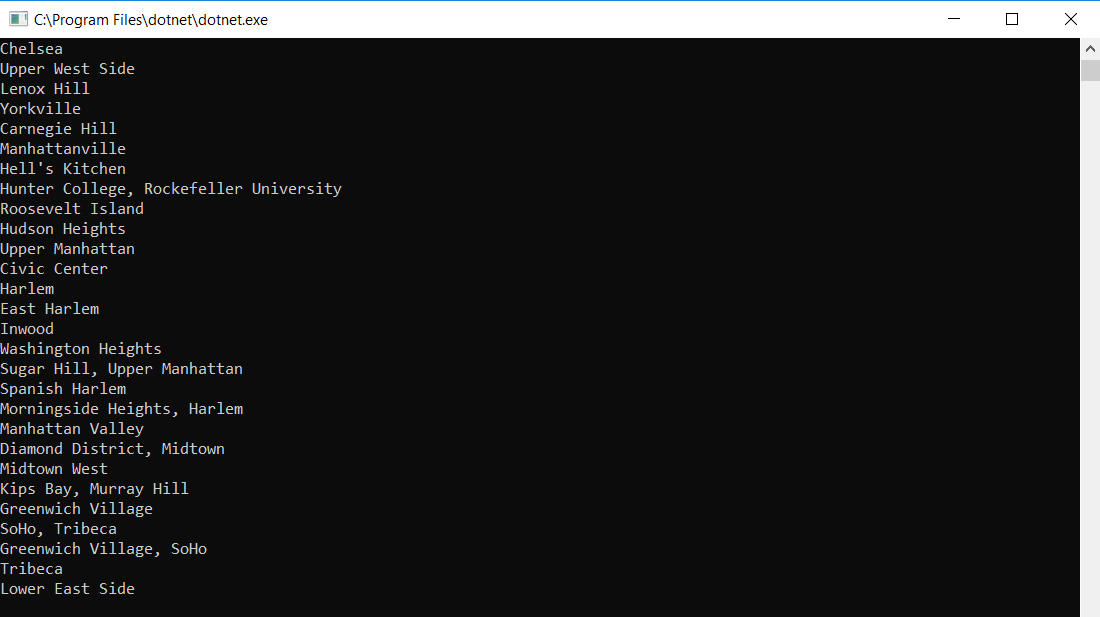 C:\Program Files\dotnet\dotnet.exe
Chelsea
Upper West Side
Lenox Hill
Yorkville
Carnegie Hill
Manhattanville
Hell's Kitchen
Hunter College, Rockefeller University
Roosevelt Island
Hudson Heights
Upper Manhattan
Civic Center
Harlem
East Harlem
Inwood
Washington Heights
Sugar Hill, Upper Manhattan
Spanish Harlem
Morningside Heights, Harlem
Manhattan Valley
Diamond District, Midtown
Midtown West
Kips Bay, Murray Hill
Greenwich Village
SoHo, Tribeca
Greenwich Village, SoHo
Tribeca
Lower East Side